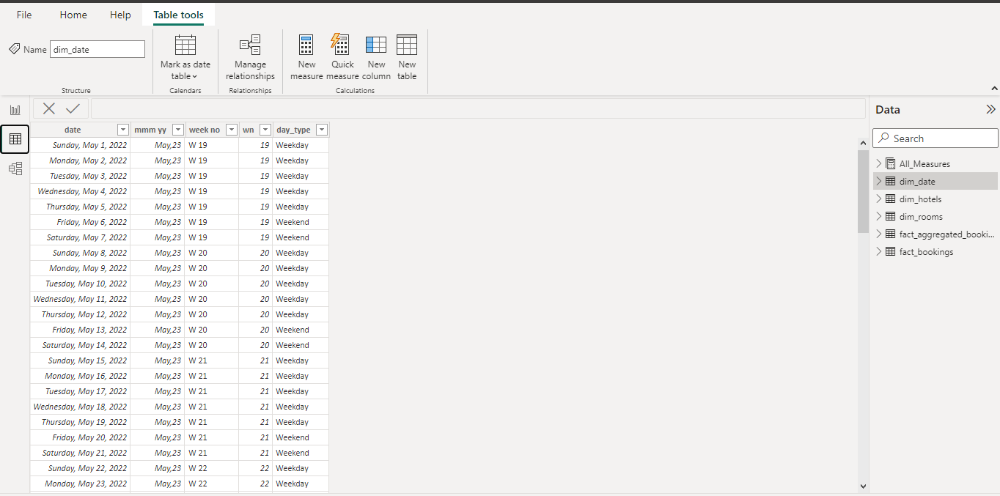 File Home Help Table tools
Name dim_date
Mark as date table
Manage relationships
New measure
Quick measure
New column
New table
Structure Calendars Relationships Calculations
date mmm yy week no wn day_type
Sunday, May 1, 2022 May,23 W 19 19 Weekday
Monday, May 2, 2022 May,23 W 19 19 Weekday
Tuesday, May 3, 2022 May,23 W 19 19 Weekday
Wednesday, May 4, 2022 May,23 W 19 19 Weekday
Thursday, May 5, 2022 May,23 W 19 19 Weekday
Friday, May 6, 2022 May,23 W 19 19 Weekend
Saturday, May 7, 2022 May,23 W 19 19 Weekend
Sunday, May 8, 2022 May,23 W 20 20 Weekday
Monday, May 9, 2022 May,23 W 20 20 Weekday
Tuesday, May 10, 2022 May,23 W 20 20 Weekday
Wednesday, May 11, 2022 May,23 W 20 20 Weekday
Thursday, May 12, 2022 May,23 W 20 20 Weekday
Friday, May 13, 2022 May,23 W 20 20 Weekend
Saturday, May 14, 2022 May,23 W 20 20 Weekend
Sunday, May 15, 2022 May,23 W 21 21 Weekday
Monday, May 16, 2022 May,23 W 21 21 Weekday
Tuesday, May 17, 2022 May,23 W 21 21 Weekday
Wednesday, May 18, 2022 May,23 W 21 21 Weekday
Thursday, May 19, 2022 May,23 W 21 21 Weekday
Friday, May 20, 2022 May,23 W 21 21 Weekend
Saturday, May 21, 2022 May,23 W 21 21 Weekend
Sunday, May 22, 2022 May,23 W 22 22 Weekday
Monday, May 23, 2022 May,23 W 22 22 Weekday
Data
Search
All_Measures
dim_date
dim_hotels
dim_rooms
fact_aggregated_booki...
fact_bookings